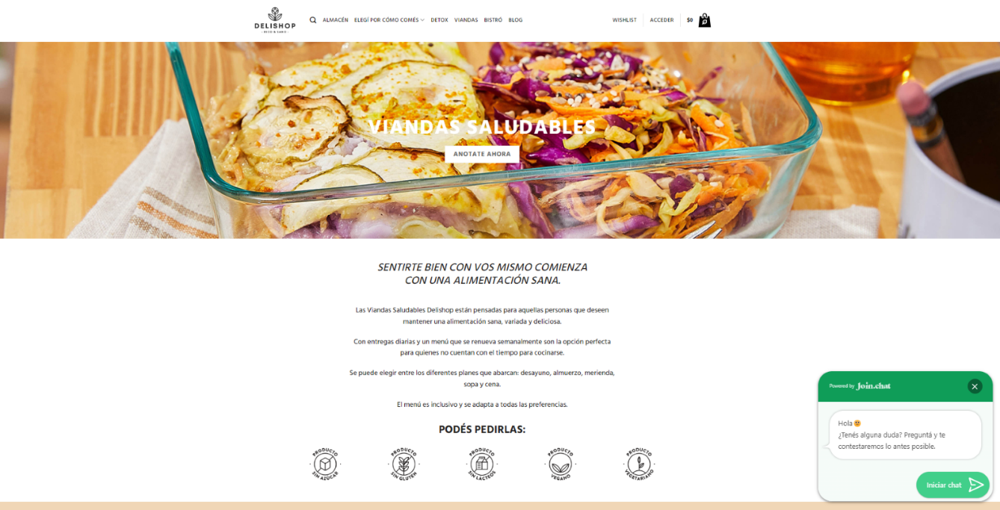 DELISHOP
· RICO & SANO ·
ALMACÉN
ELEGÍ POR CÓMO COMÉS
DETOX
VIANDAS
BISTRÓ
BLOG
WISHLIST
ACCEDER
$0
VIANDAS SALUDABLES
ANOTATE AHORA
SENTIRTE BIEN CON VOS MISMO COMIENZA
CON UNA ALIMENTACIÓN SANA.
Las Viandas Saludables Delishop están pensadas para aquellas personas que deseen
mantener una alimentación sana, variada y deliciosa.
Con entregas diarias y un menú que se renueva semanalmente son la opción perfecta
para quienes no cuentan con el tiempo para cocinarse.
Se puede elegir entre los diferentes planes que abarcan: desayuno, almuerzo, merienda,
sopa y cena.
El menú es inclusivo y se adapta a todas las preferencias.
PODÉS PEDIRLAS:
PRODUCTO
SIN AZÚCAR
PRODUCTO
SIN GLUTEN
PRODUCTO
SIN LÁCTEOS
PRODUCTO
VEGANO
PRODUCTO
VEGETARIANO
Powered by Join.chat
Hola
¿Tenés alguna duda? Preguntá y te
contestaremos lo antes posible.
Iniciar chat